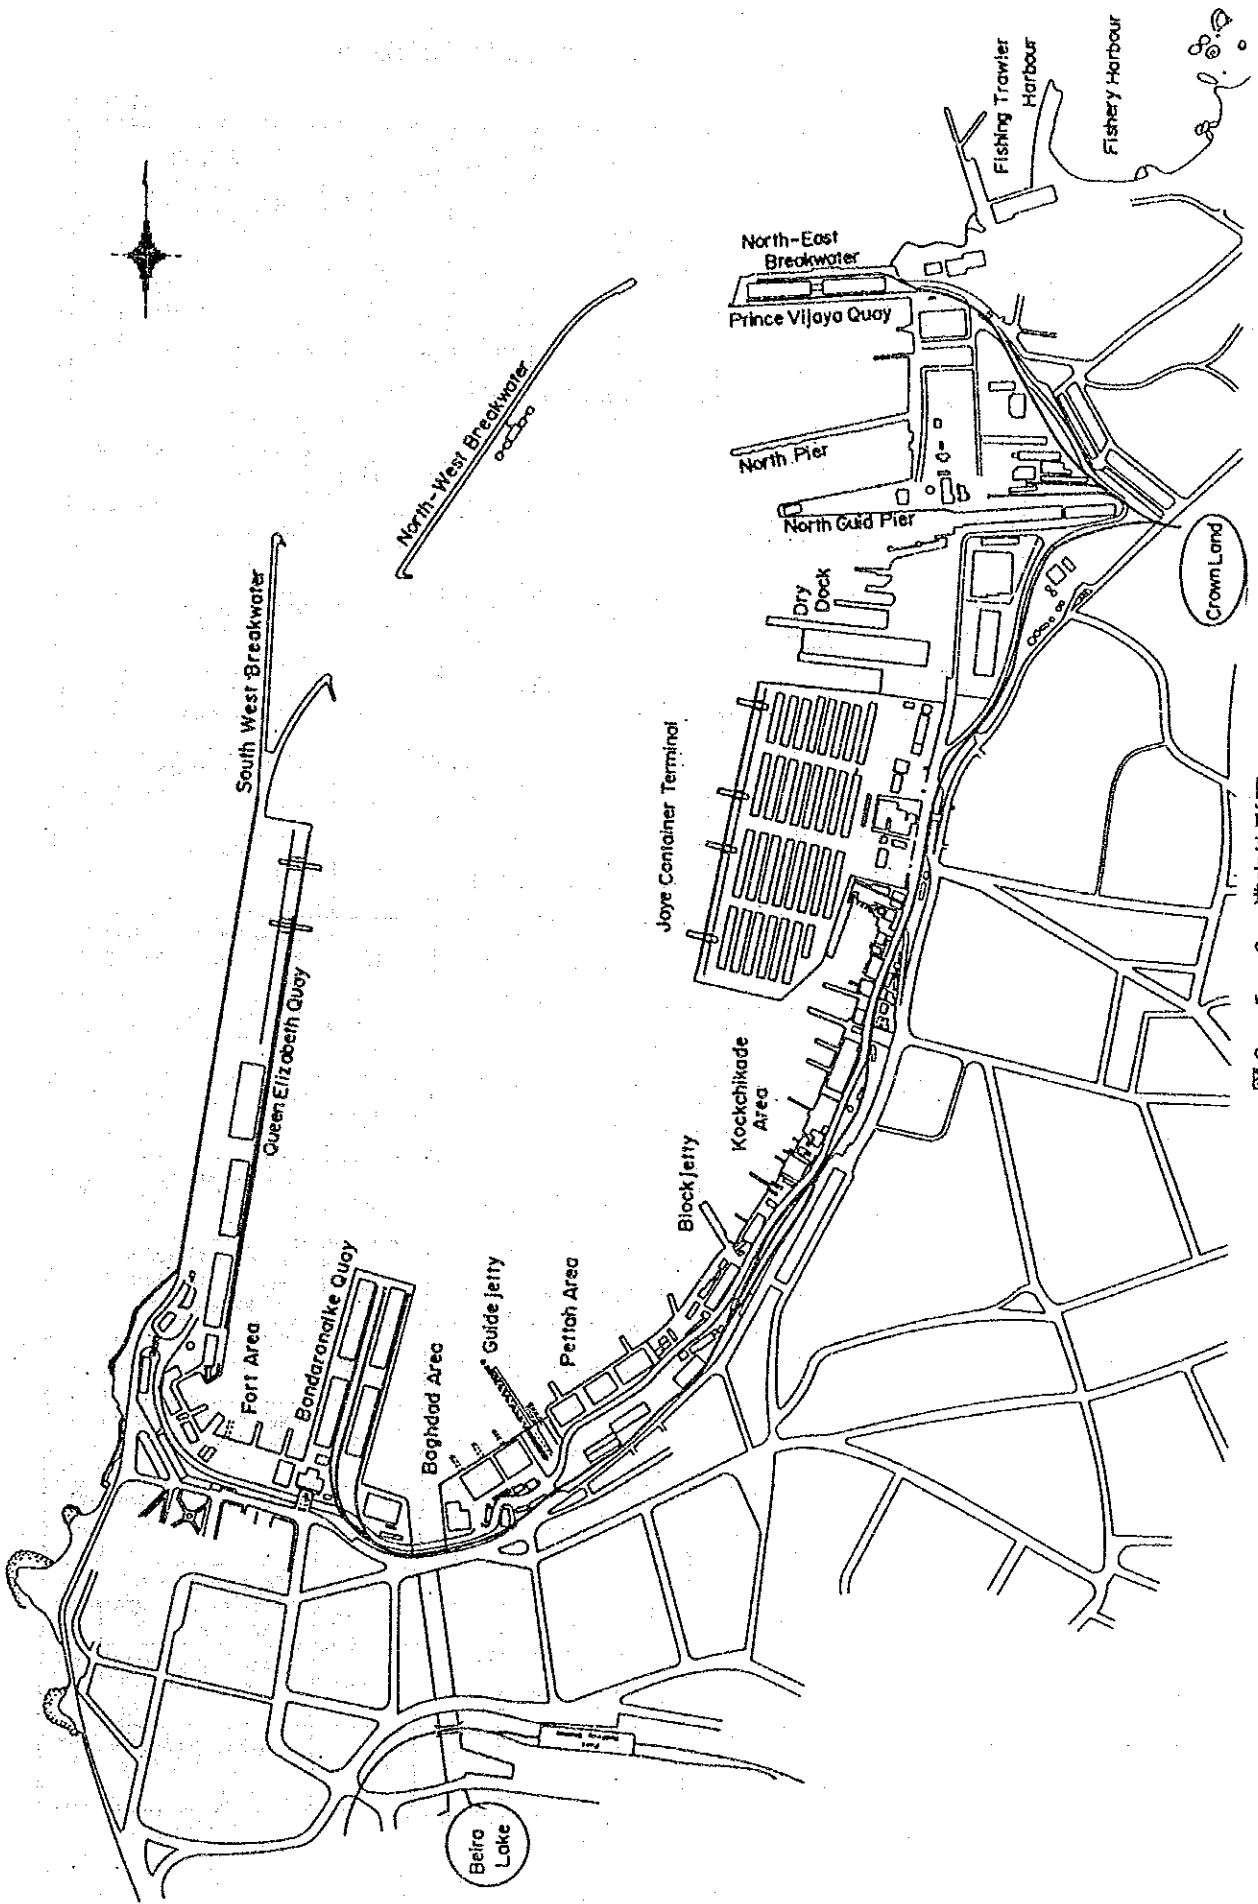 South West Breakwater
North-West Breakwater
North-East
Breakwater
Prince Vijaya Quay
North Pier
North Guid Pier
Dry
Dock
Fishing Trawler
Harbour
Fishery Harbour
Crown Land
Jaye Container Terminal
Queen Elizabeth Quay
Kockchikade
Area
Block jetty
Pettah Area
Guide jetty
Baghdad Area
Bandaranaike Quay
Fort Area
Beira
Lake